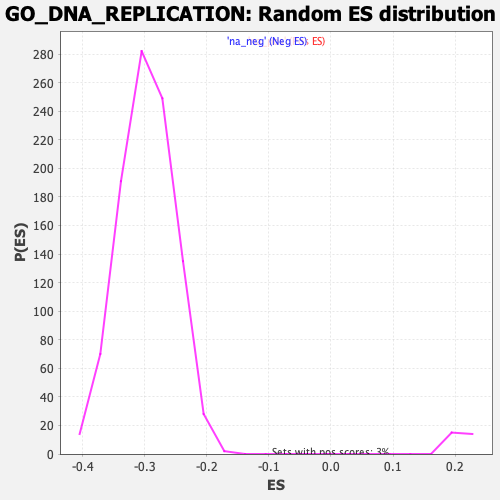 GO_DNA_REPLICATION: Random ES distribution
'na_neg' (Neg ES) ES)
280
260
240
220
200
180
160
140
120
100
80
60
40
20
0
P(ES)
Sets with pos scores: 3%
-0.4 -0.3 -0.2 -0.1 0.0 0.1 0.2
ES